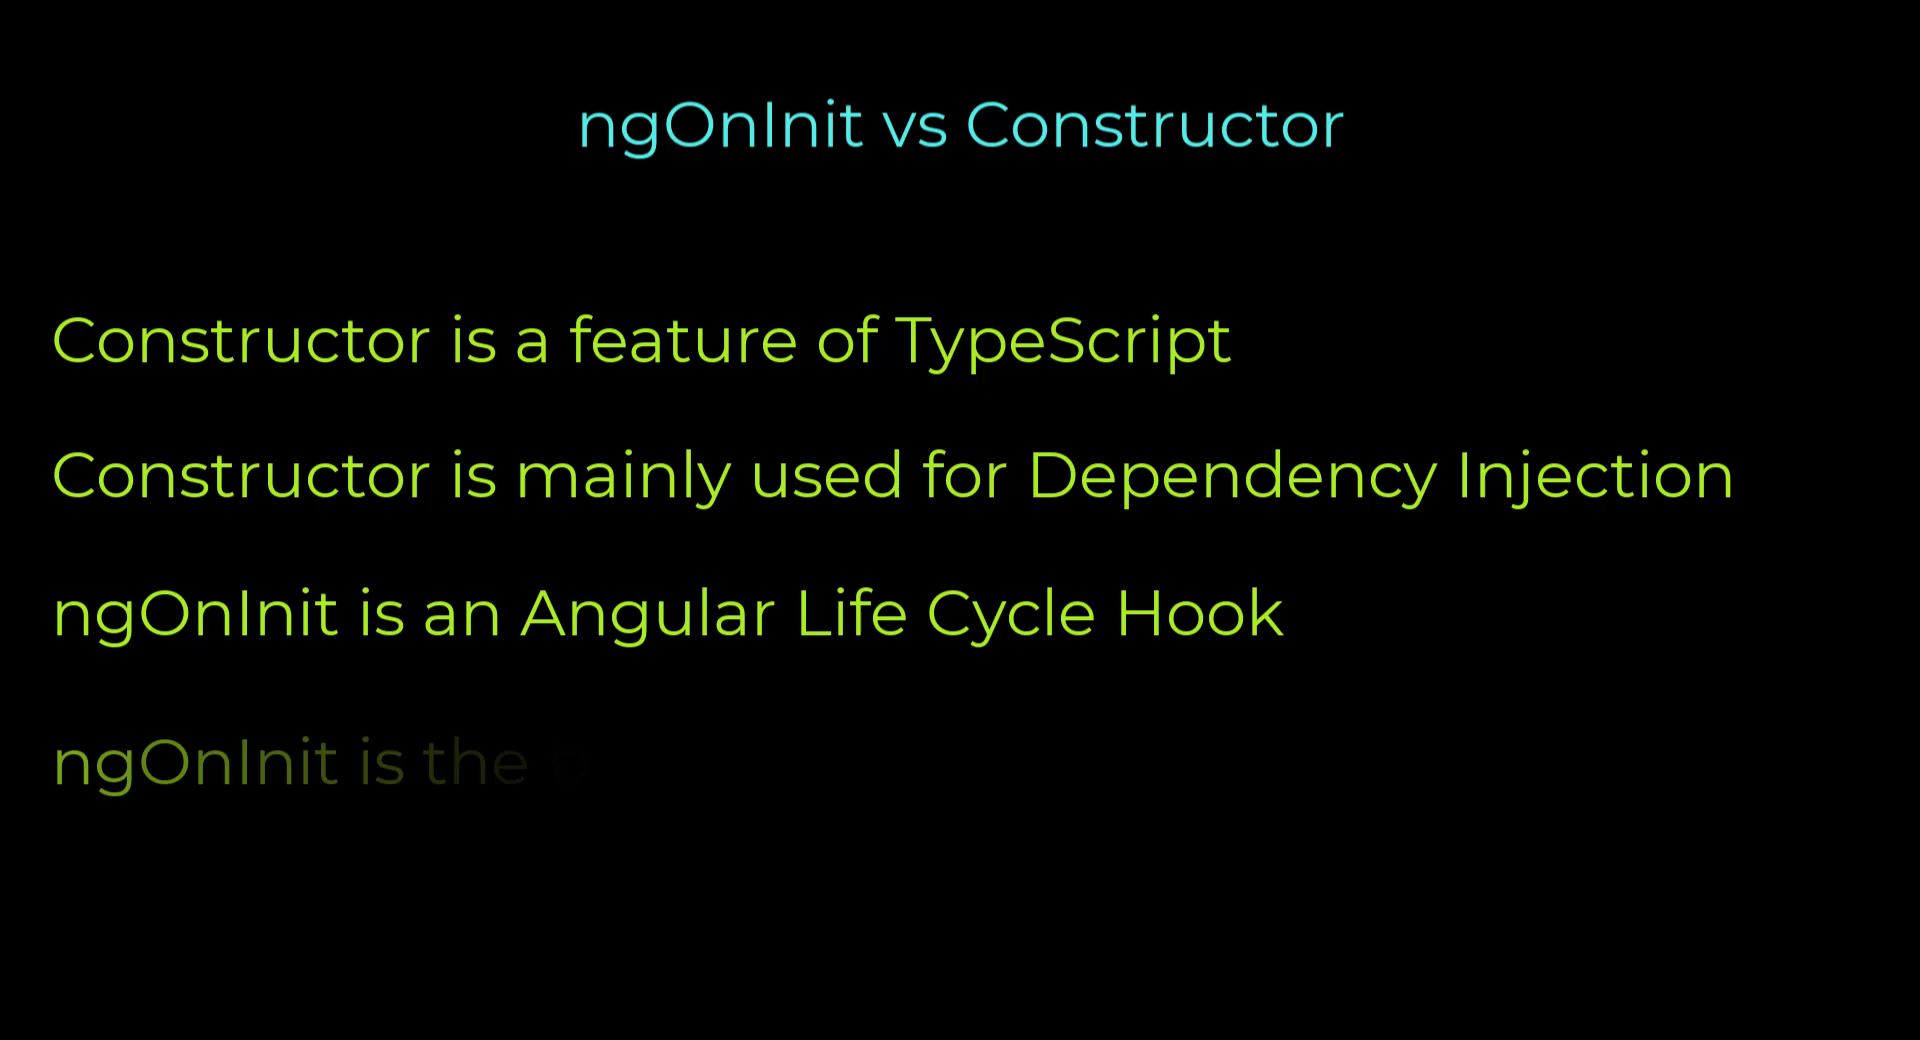 ngOnInit vs Constructor
Constructor is a feature of TypeScript
Constructor is mainly used for Dependency Injection
ngOnInit is an Angular Life Cycle Hook
ngOnInit is the